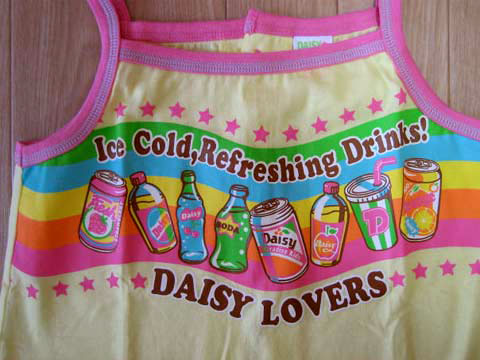 DAISY
Ice Cold,Refreshing Drinks!
Daisy
SODA
Daisy
D
DAISY LOVERS